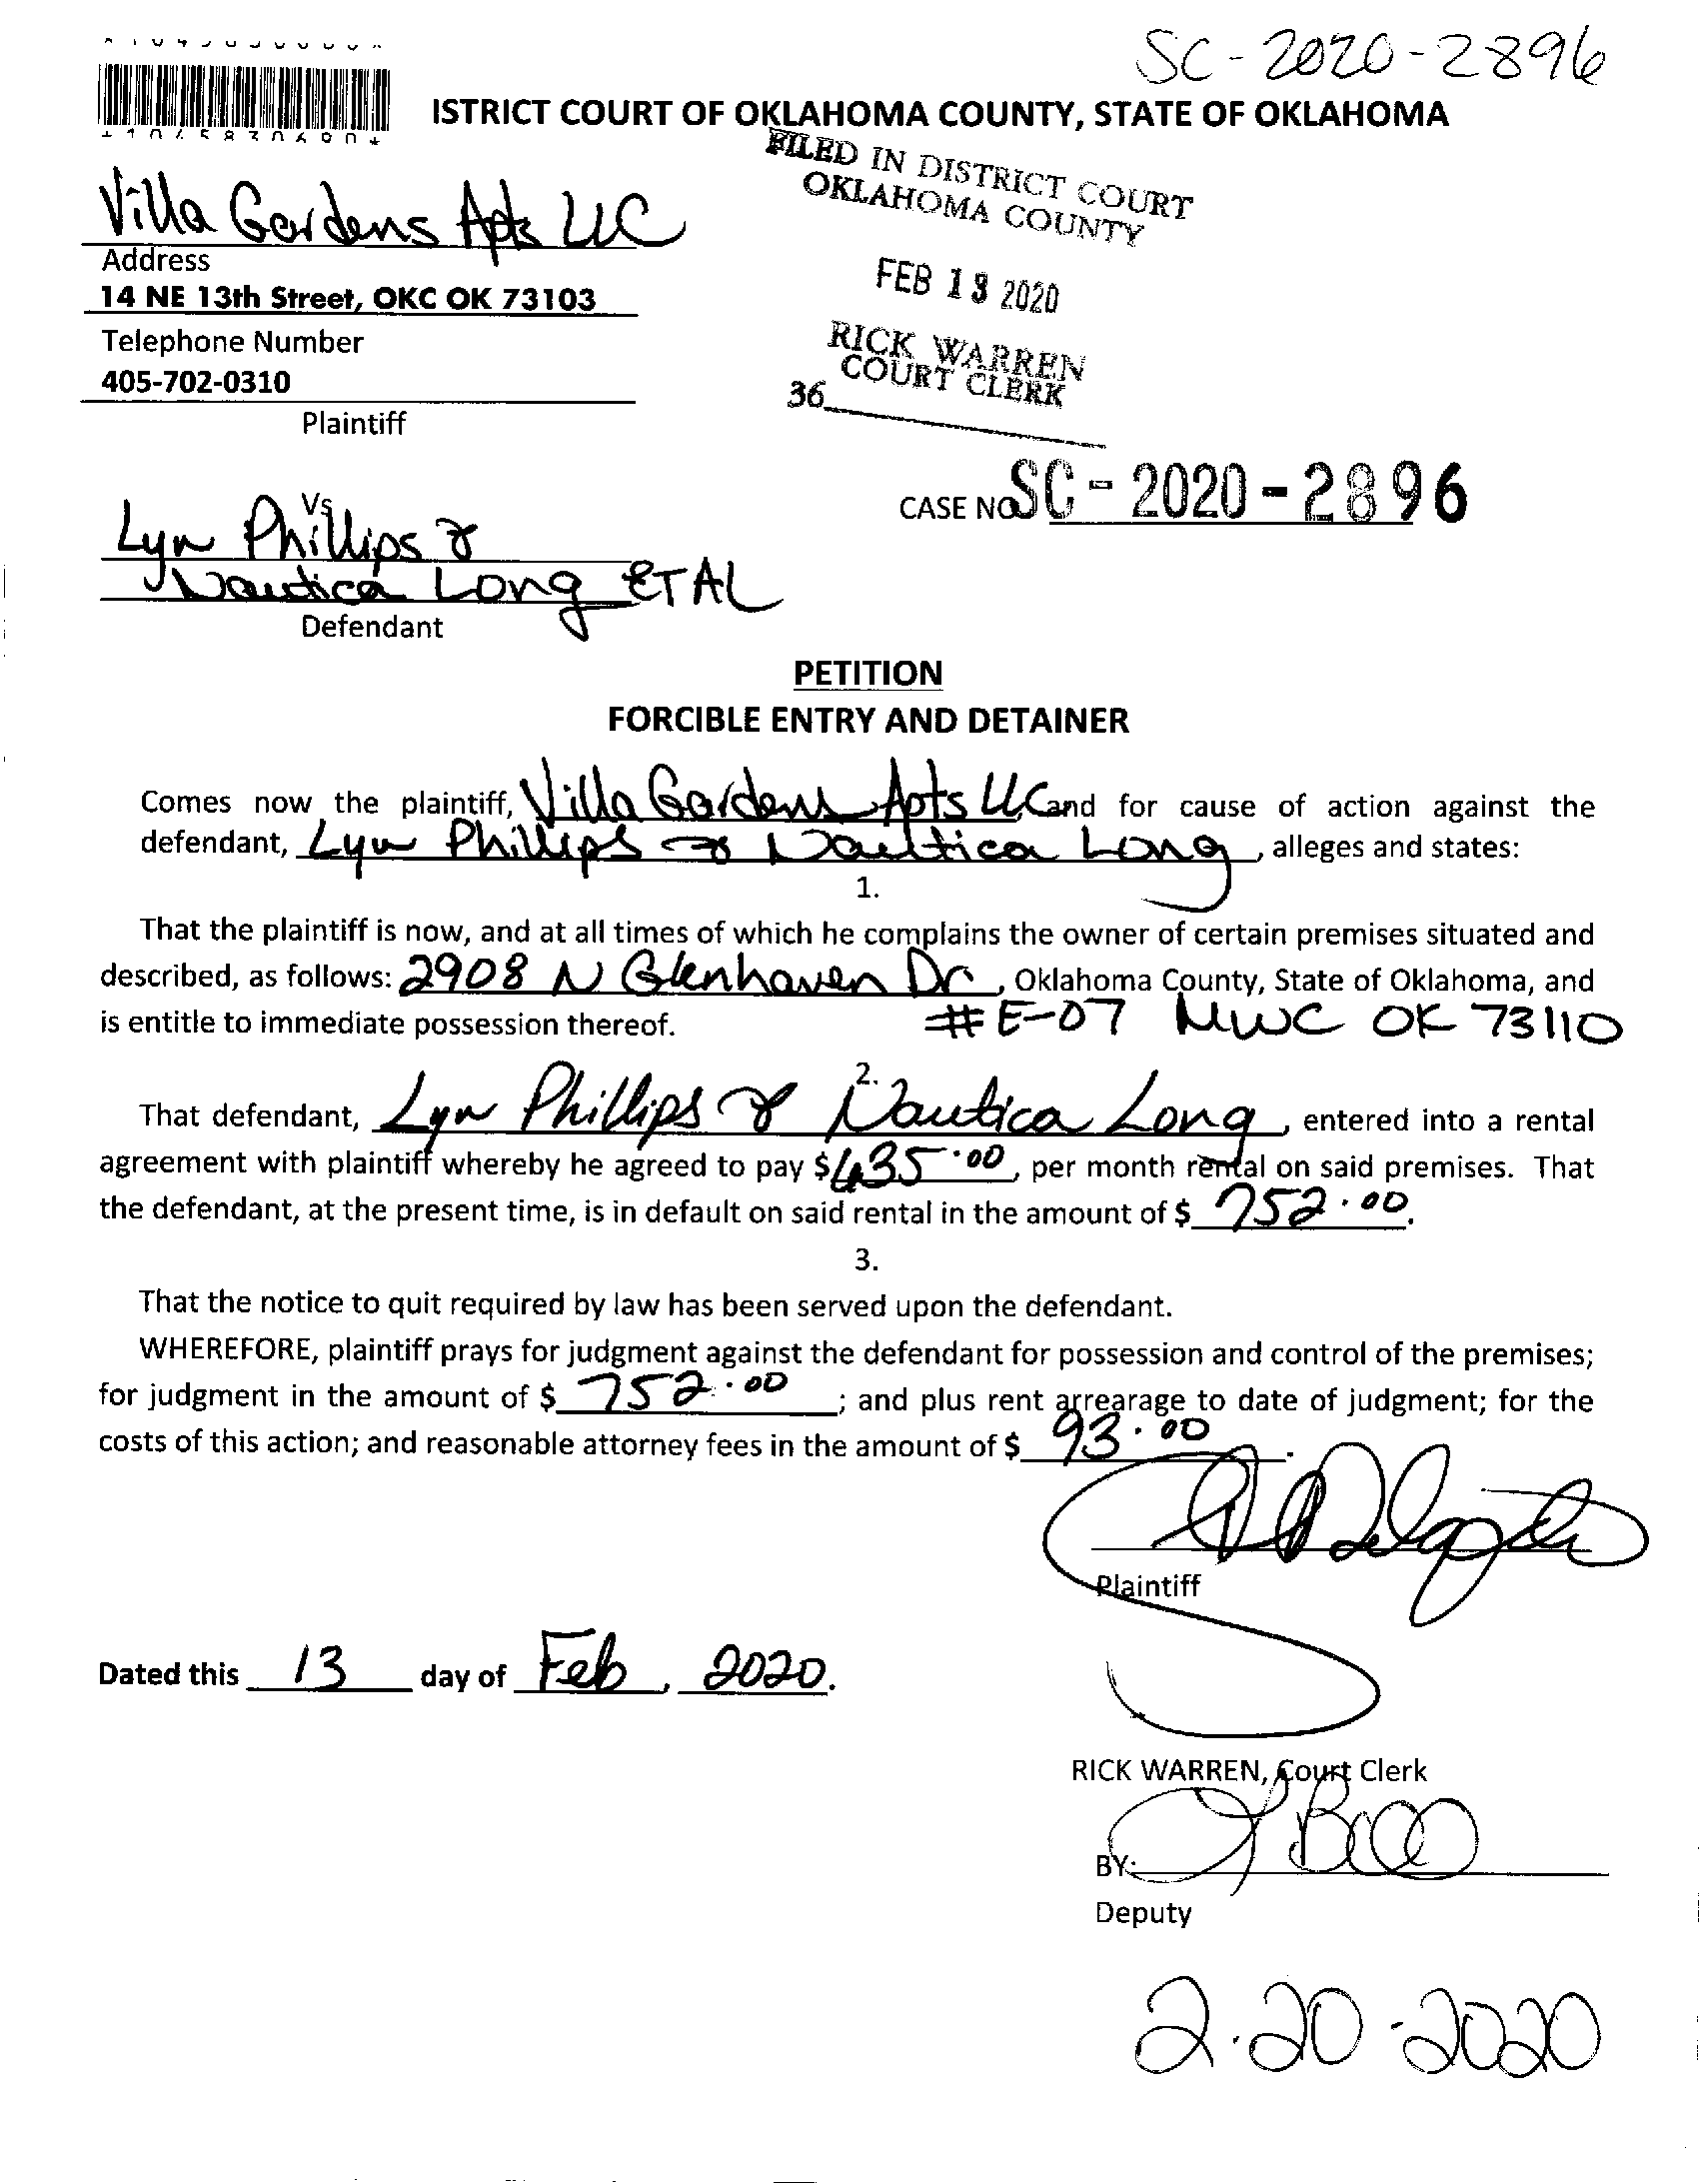 SC-2020-2896
ISTRICT COURT OF OKLAHOMA COUNTY, STATE OF OKLAHOMA
FILED IN DISTRICT COURT
OKLAHOMA COUNTY
FEB 13 2020
RICK WARREN
COURT CLERK
36
Villa Gardens Apts LLC
Address
14 NE 13th Street, OKC OK 73103
Telephone Number
405-702-0310
Plaintiff
Vs
CASE NO SC-2020-2896
Lyn Phillips &
Nautica Long ETAL
Defendant
PETITION
FORCIBLE ENTRY AND DETAINER
Comes now the plaintiff, Villa Gardens Apts LLC and for cause of action against the
defendant, Lyn Phillips & Nautica Long, alleges and states:
1.
That the plaintiff is now, and at all times of which he complains the owner of certain premises situated and
described, as follows: 2908 N Glenhaven Dr, Oklahoma County, State of Oklahoma, and
is entitle to immediate possession thereof. #E-07 MWC OK 73110
2.
That defendant, Lyn Phillips & Nautica Long, entered into a rental
agreement with plaintiff whereby he agreed to pay $635.00, per month rental on said premises. That
the defendant, at the present time, is in default on said rental in the amount of $ 752.00.
3.
That the notice to quit required by law has been served upon the defendant.
WHEREFORE, plaintiff prays for judgment against the defendant for possession and control of the premises;
for judgment in the amount of $ 752.00; and plus rent arrearage to date of judgment; for the
costs of this action; and reasonable attorney fees in the amount of $ 93.00.
Plaintiff
Dated this 13 day of Feb, 2020.
RICK WARREN, Court Clerk
BY:
Deputy
2-20-2020